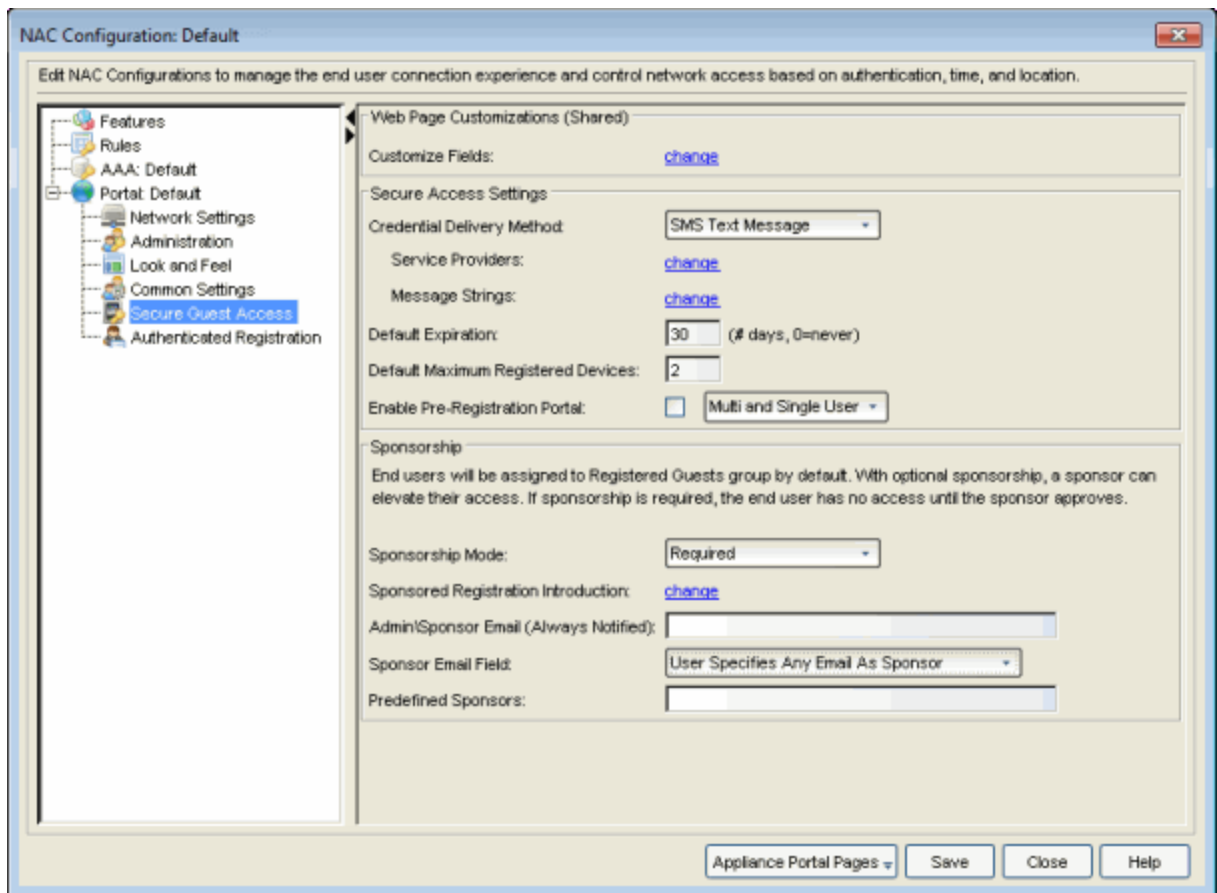 NAC Configuration: Default
Edit NAC Configurations to manage the end user connection experience and control network access based on authentication, time, and location.
Features
Rules
AAA: Default
Portal: Default
Network Settings
Administration
Look and Feel
Common Settings
Secure Guest Access
Authenticated Registration
Web Page Customizations (Shared)
Customize Fields: change
Secure Access Settings
Credential Delivery Method: SMS Text Message
Service Providers: change
Message Strings: change
Default Expiration: 30 (# days, 0=never)
Default Maximum Registered Devices: 2
Enable Pre-Registration Portal: Multi and Single User
Sponsorship
End users will be assigned to Registered Guests group by default. With optional sponsorship, a sponsor can
elevate their access. If sponsorship is required, the end user has no access until the sponsor approves.
Sponsorship Mode: Required
Sponsored Registration Introduction: change
Admin\Sponsor Email (Always Notified):
Sponsor Email Field: User Specifies Any Email As Sponsor
Predefined Sponsors:
Appliance Portal Pages Save Close Help